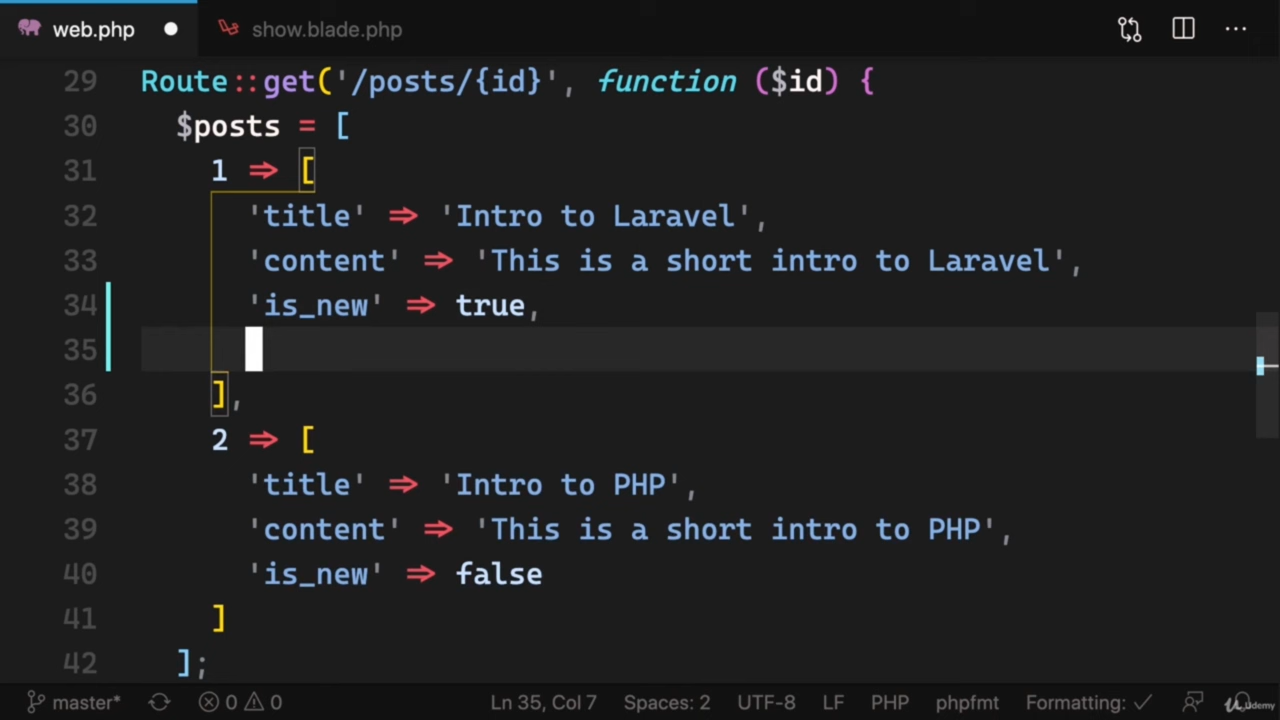 web.php show.blade.php
29 Route::get('/posts/{id}', function ($id) {
30 $posts = [
31 1 => [
32 'title' => 'Intro to Laravel',
33 'content' => 'This is a short intro to Laravel',
34 'is_new' => true,
35
36 ],
37 2 => [
38 'title' => 'Intro to PHP',
39 'content' => 'This is a short intro to PHP',
40 'is_new' => false
41 ]
42 ];
master* 0 0 Ln 35, Col 7 Spaces: 2 UTF-8 LF PHP phpfmt Formatting: ✓ Udemy